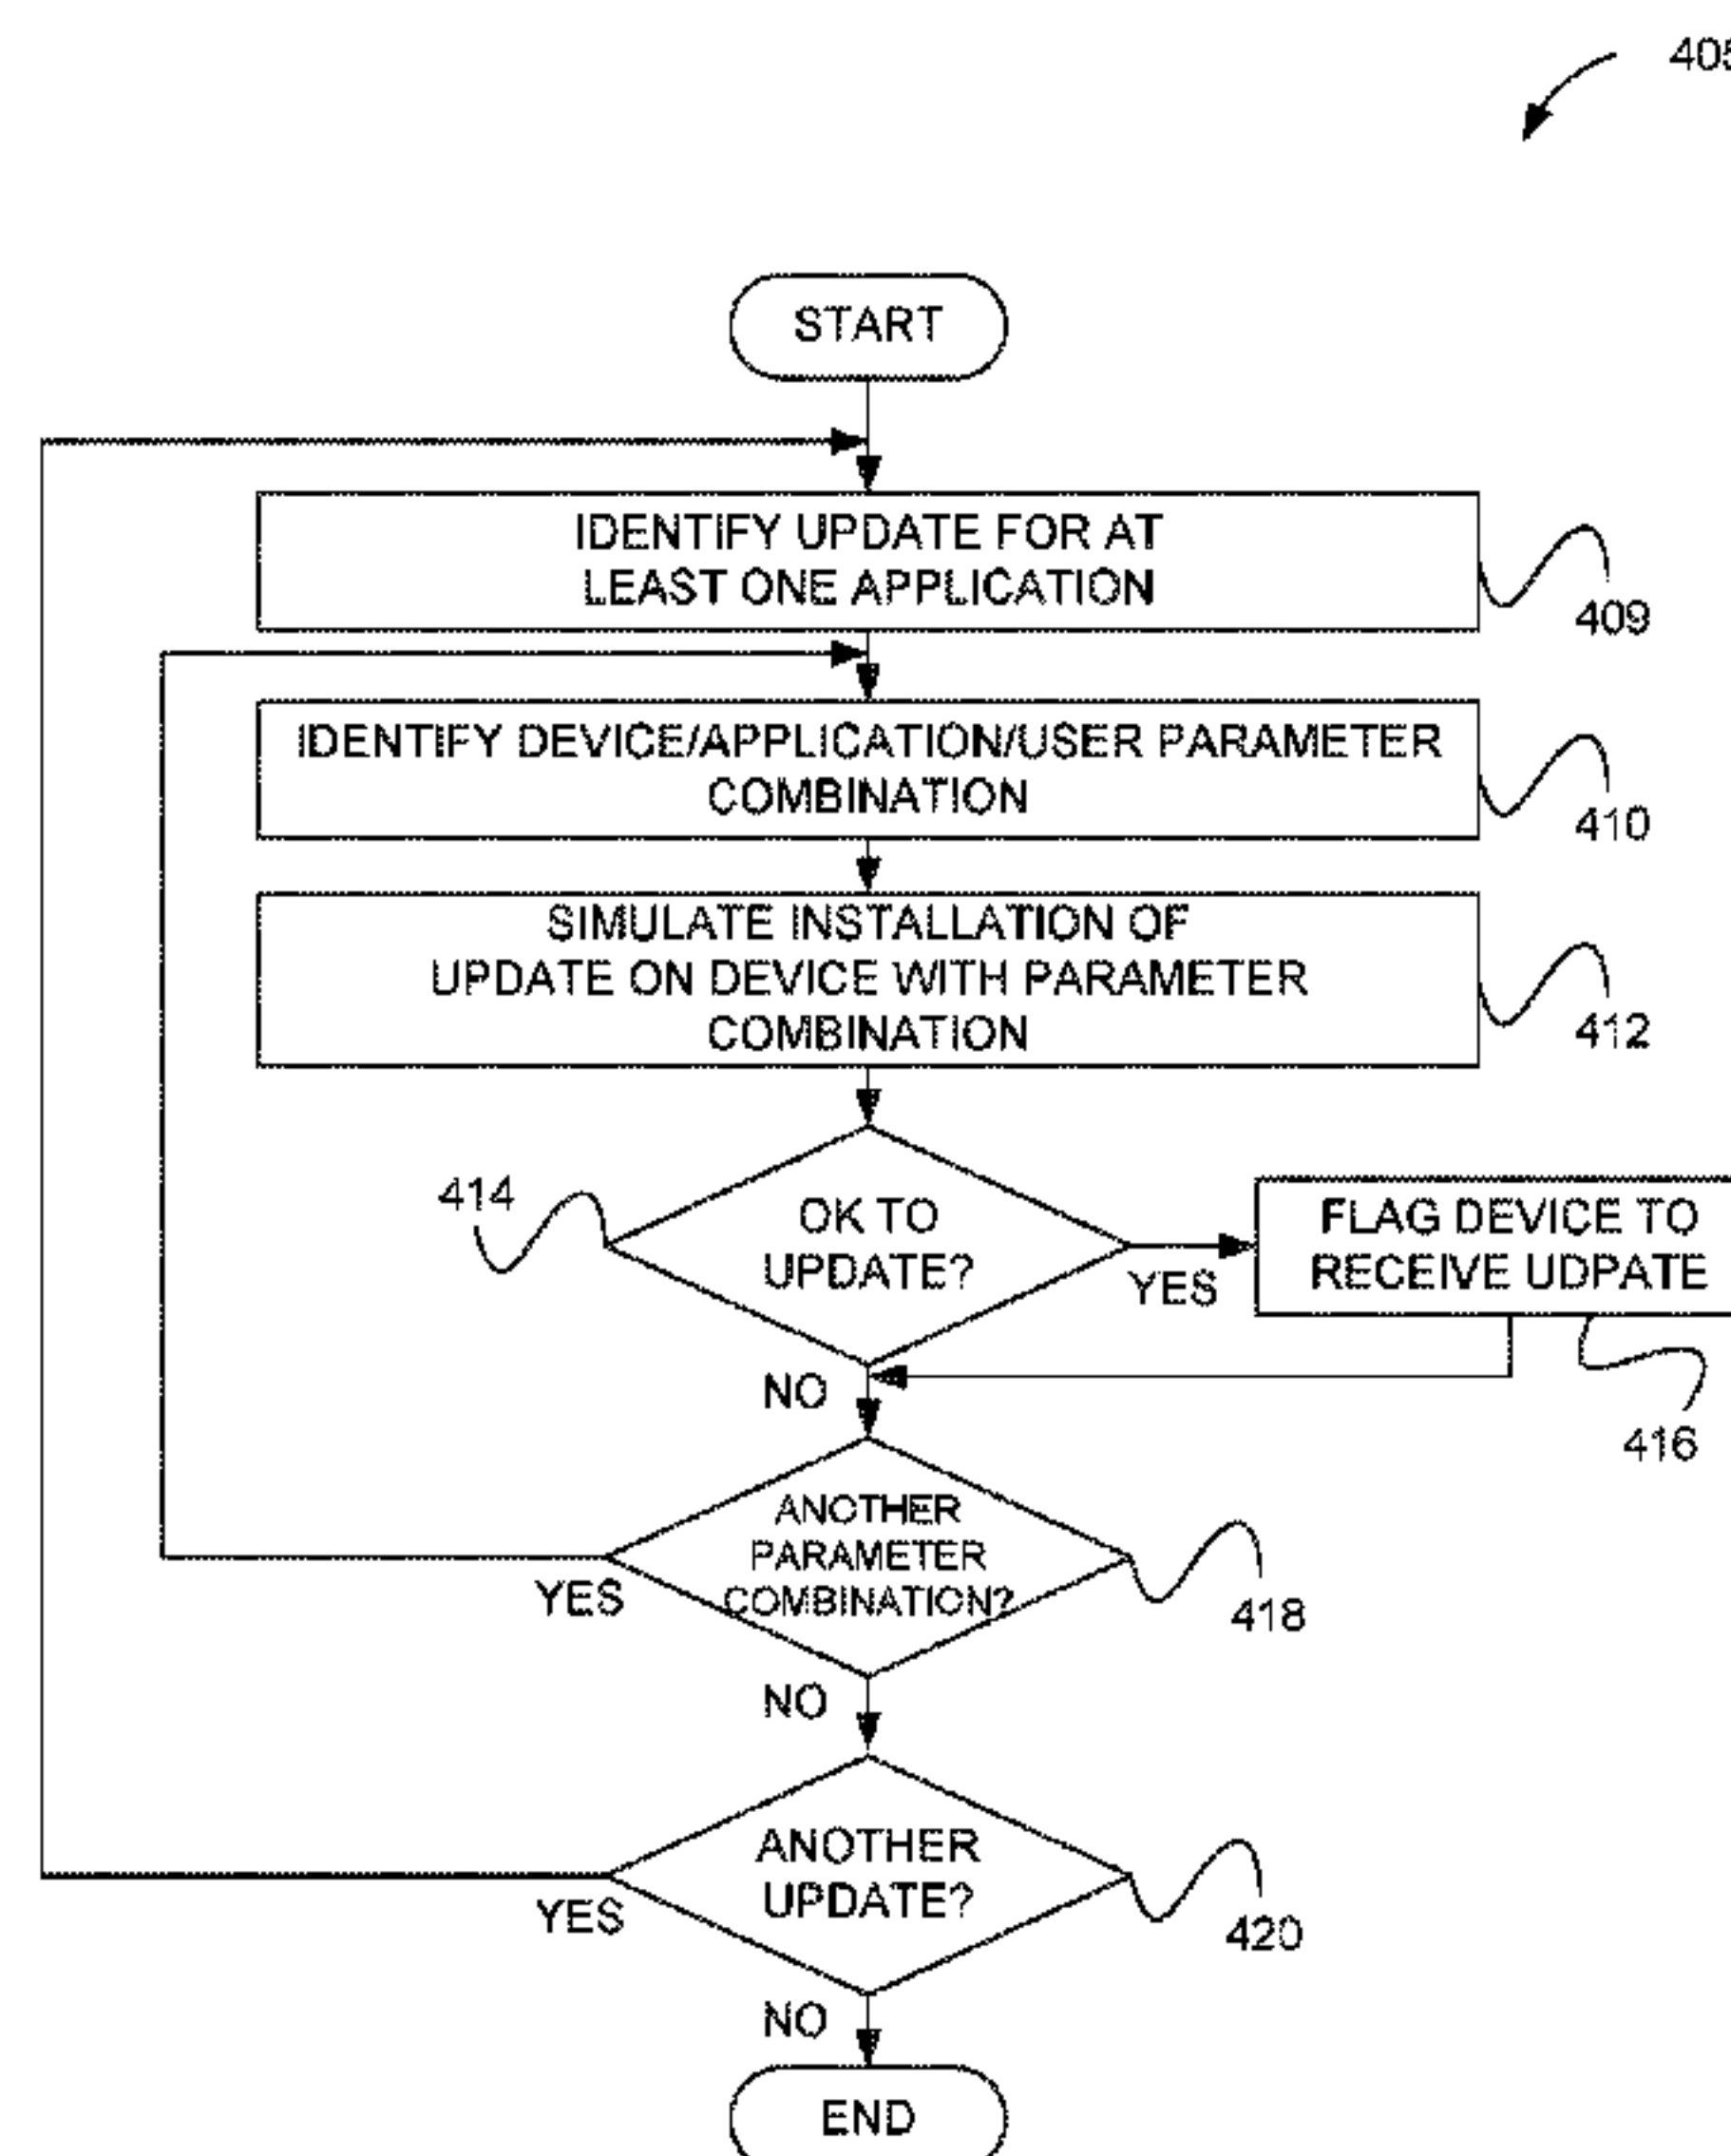 405
START
IDENTIFY UPDATE FOR AT
LEAST ONE APPLICATION
409
IDENTIFY DEVICE/APPLICATION/USER PARAMETER
COMBINATION
410
SIMULATE INSTALLATION OF
UPDATE ON DEVICE WITH PARAMETER
COMBINATION
412
414
OK TO
UPDATE?
YES
FLAG DEVICE TO
RECEIVE UDPATE
NO
416
ANOTHER
PARAMETER
COMBINATION?
YES
418
NO
ANOTHER
UPDATE?
YES
420
NO
END